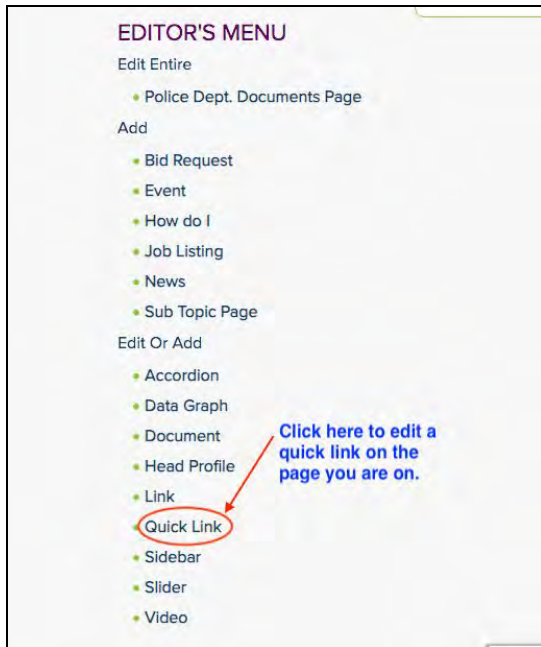 EDITOR'S MENU
Edit Entire
Police Dept. Documents Page
Add
Bid Request
Event
How do I
Job Listing
News
Sub Topic Page
Edit Or Add
Accordion
Data Graph
Document
Head Profile
Link
Quick Link
Sidebar
Slider
Video
Click here to edit a
quick link on the
page you are on.